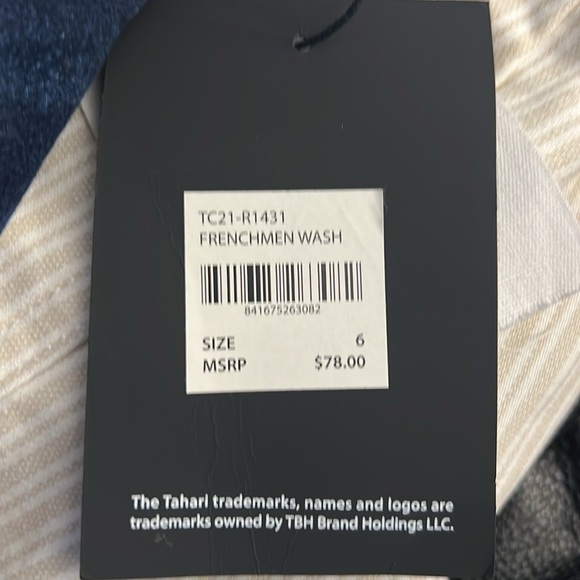 TC21-R1431
FRENCHMEN WASH
841675263082
SIZE 6
MSRP $78.00
The Tahari trademarks, names and logos are
trademarks owned by TBH Brand Holdings LLC.